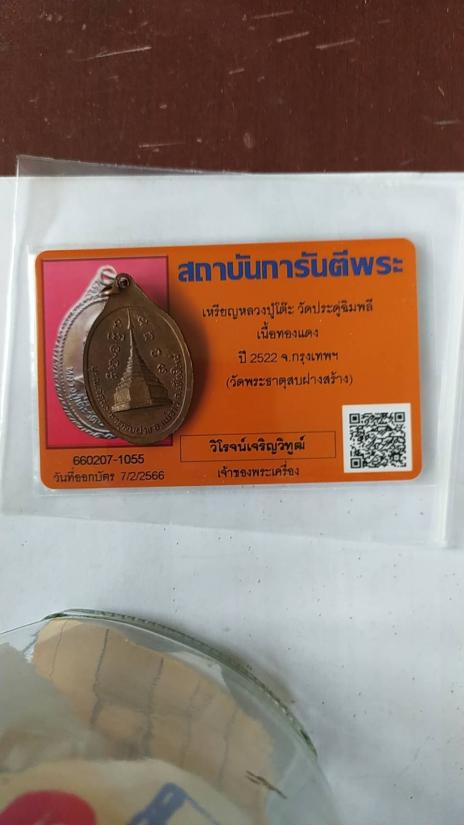 สถาบันการันตีพระ
เหรียญหลวงปู่โต๊ะ วัดประดู่ฉิมพลี
เนื้อทองแดง
ปี 2522 จ.กรุงเทพฯ
(วัดพระธาตุสบฝางสร้าง)
วิโรจน์เจริญวิทูฒ์
เจ้าของพระเครื่อง
660207-1055
วันที่ออกบัตร 7/2/2566